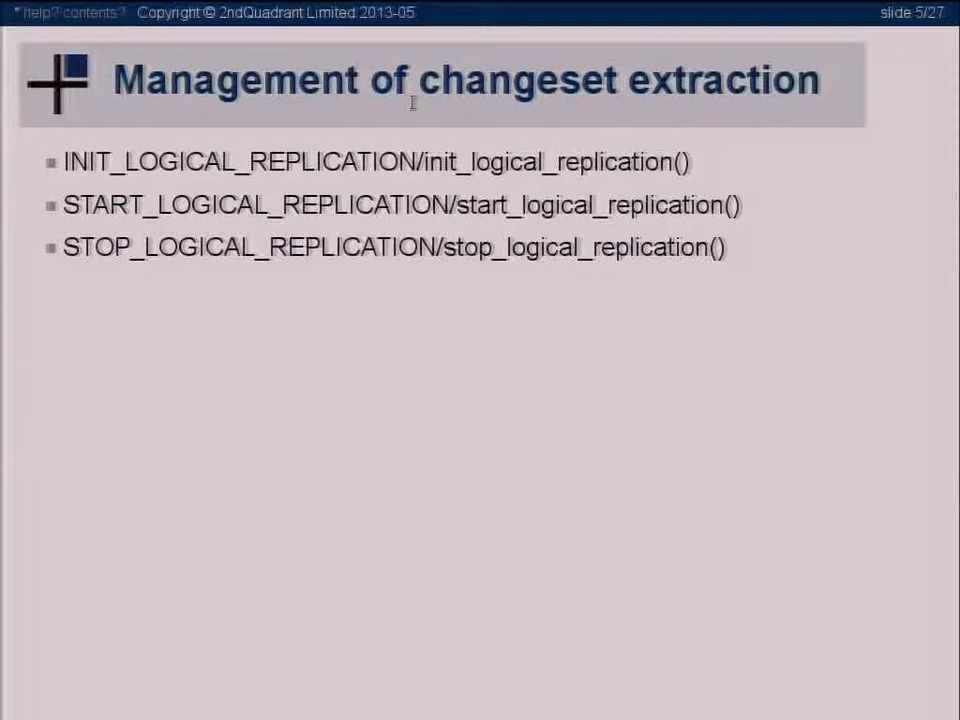 help? contents? Copyright © 2ndQuadrant Limited 2013-05 slide 5/27
Management of changeset extraction
INIT_LOGICAL_REPLICATION/init_logical_replication()
START_LOGICAL_REPLICATION/start_logical_replication()
STOP_LOGICAL_REPLICATION/stop_logical_replication()